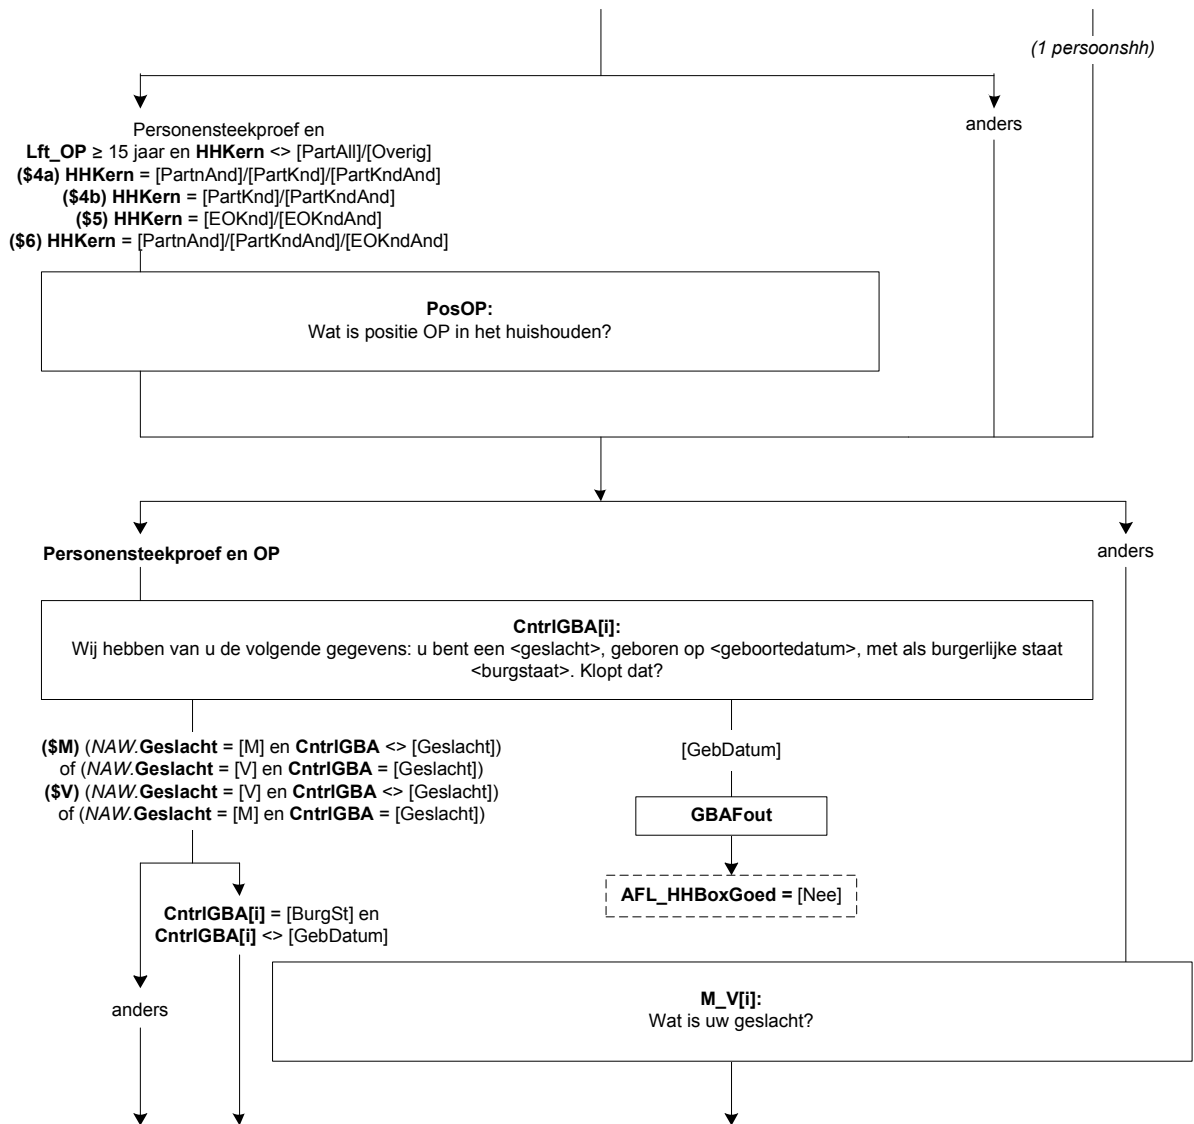 (1 persoonshh)
Personensteekproef en
Lft_OP ≥ 15 jaar en HHKern <> [PartAll]/[Overig]
($4a) HHKern = [PartnAnd]/[PartKnd]/[PartKndAnd]
($4b) HHKern = [PartKnd]/[PartKndAnd]
($5) HHKern = [EOKnd]/[EOKndAnd]
($6) HHKern = [PartnAnd]/[PartKndAnd]/[EOKndAnd]
anders
PosOP:
Wat is positie OP in het huishouden?
Personensteekproef en OP
anders
CntrlGBA[i]:
Wij hebben van u de volgende gegevens: u bent een <geslacht>, geboren op <geboortedatum>, met als burgerlijke staat
<burgstaat>. Klopt dat?
($M) (NAW.Geslacht = [M] en CntrlGBA <> [Geslacht])
of (NAW.Geslacht = [V] en CntrlGBA = [Geslacht])
($V) (NAW.Geslacht = [V] en CntrlGBA <> [Geslacht])
of (NAW.Geslacht = [M] en CntrlGBA = [Geslacht])
[GebDatum]
GBAFout
AFL_HHBoxGoed = [Nee]
CntrlGBA[i] = [BurgSt] en
CntrlGBA[i] <> [GebDatum]
anders
M_V[i]:
Wat is uw geslacht?